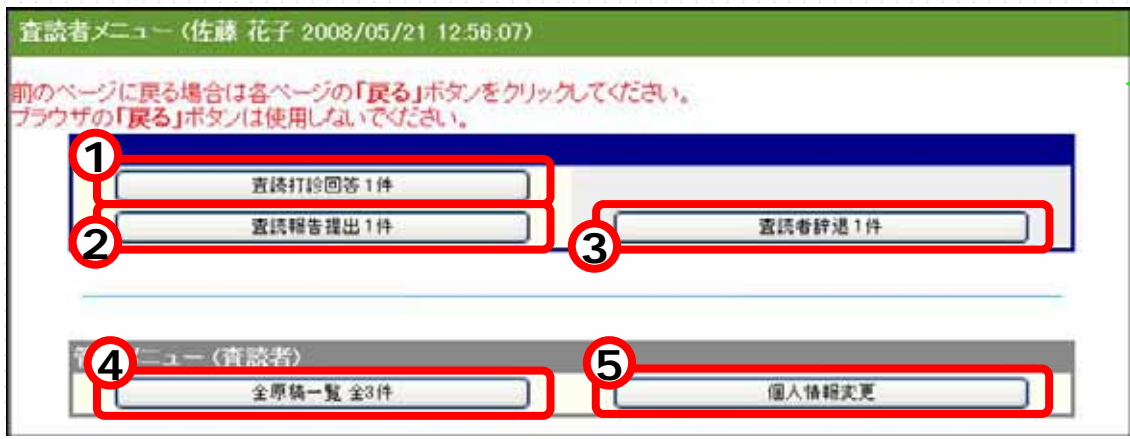 査読者メニュー (佐藤 花子 2008/05/21 12:56:07)
前のページに戻る場合は各ページの「戻る」ボタンをクリックしてください。
ブラウザの「戻る」ボタンは使用しないでください。
1
査読打診回答 1件
2
査読報告提出 1件
3
査読者辞退 1件
4
メニュー (査読者)
全原稿一覧 全3件
5
個人情報変更